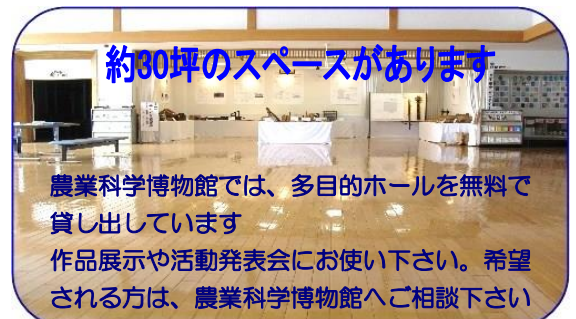 約30坪のスペースがあります
農業科学博物館では、多目的ホールを無料で
貸し出しています
作品展示や活動発表会にお使い下さい。希望
される方は、農業科学博物館へご相談下さい